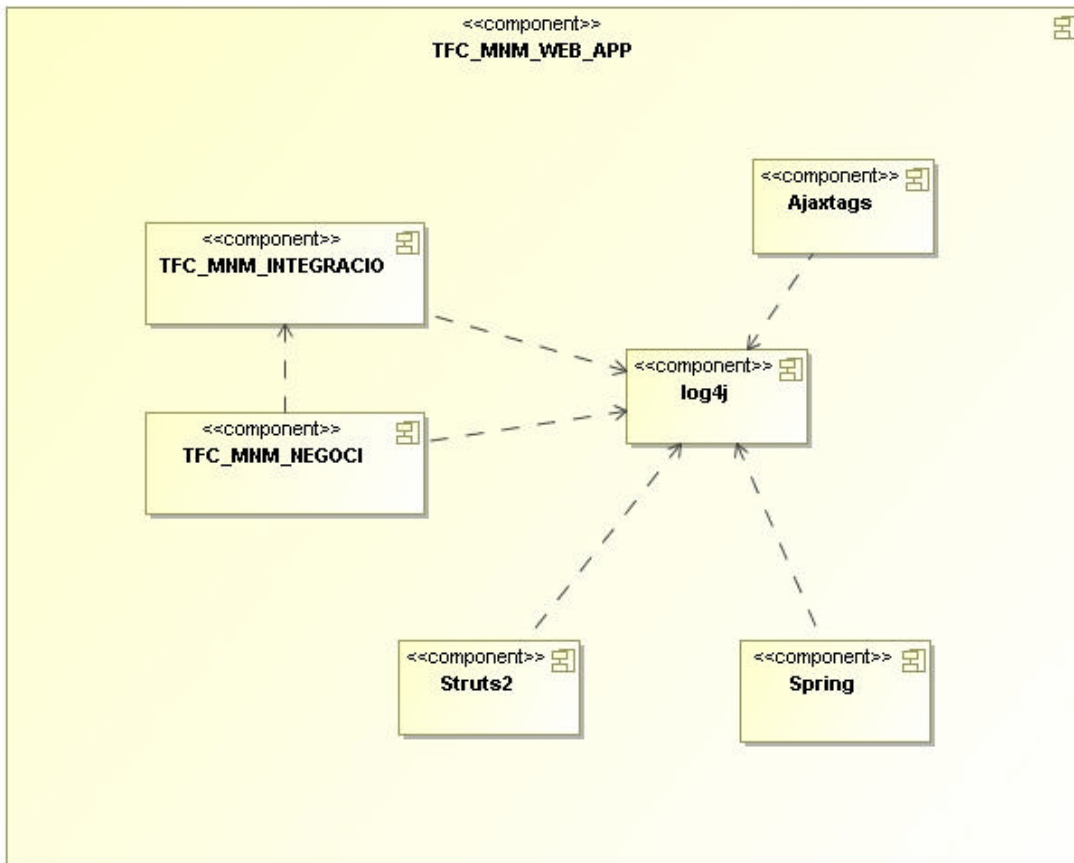 <<component>>
TFC_MNM_WEB_APP
<<component>>
Ajaxtags
<<component>>
TFC_MNM_INTEGRACIO
<<component>>
log4j
<<component>>
TFC_MNM_NEGOCI
<<component>>
Struts2
<<component>>
Spring